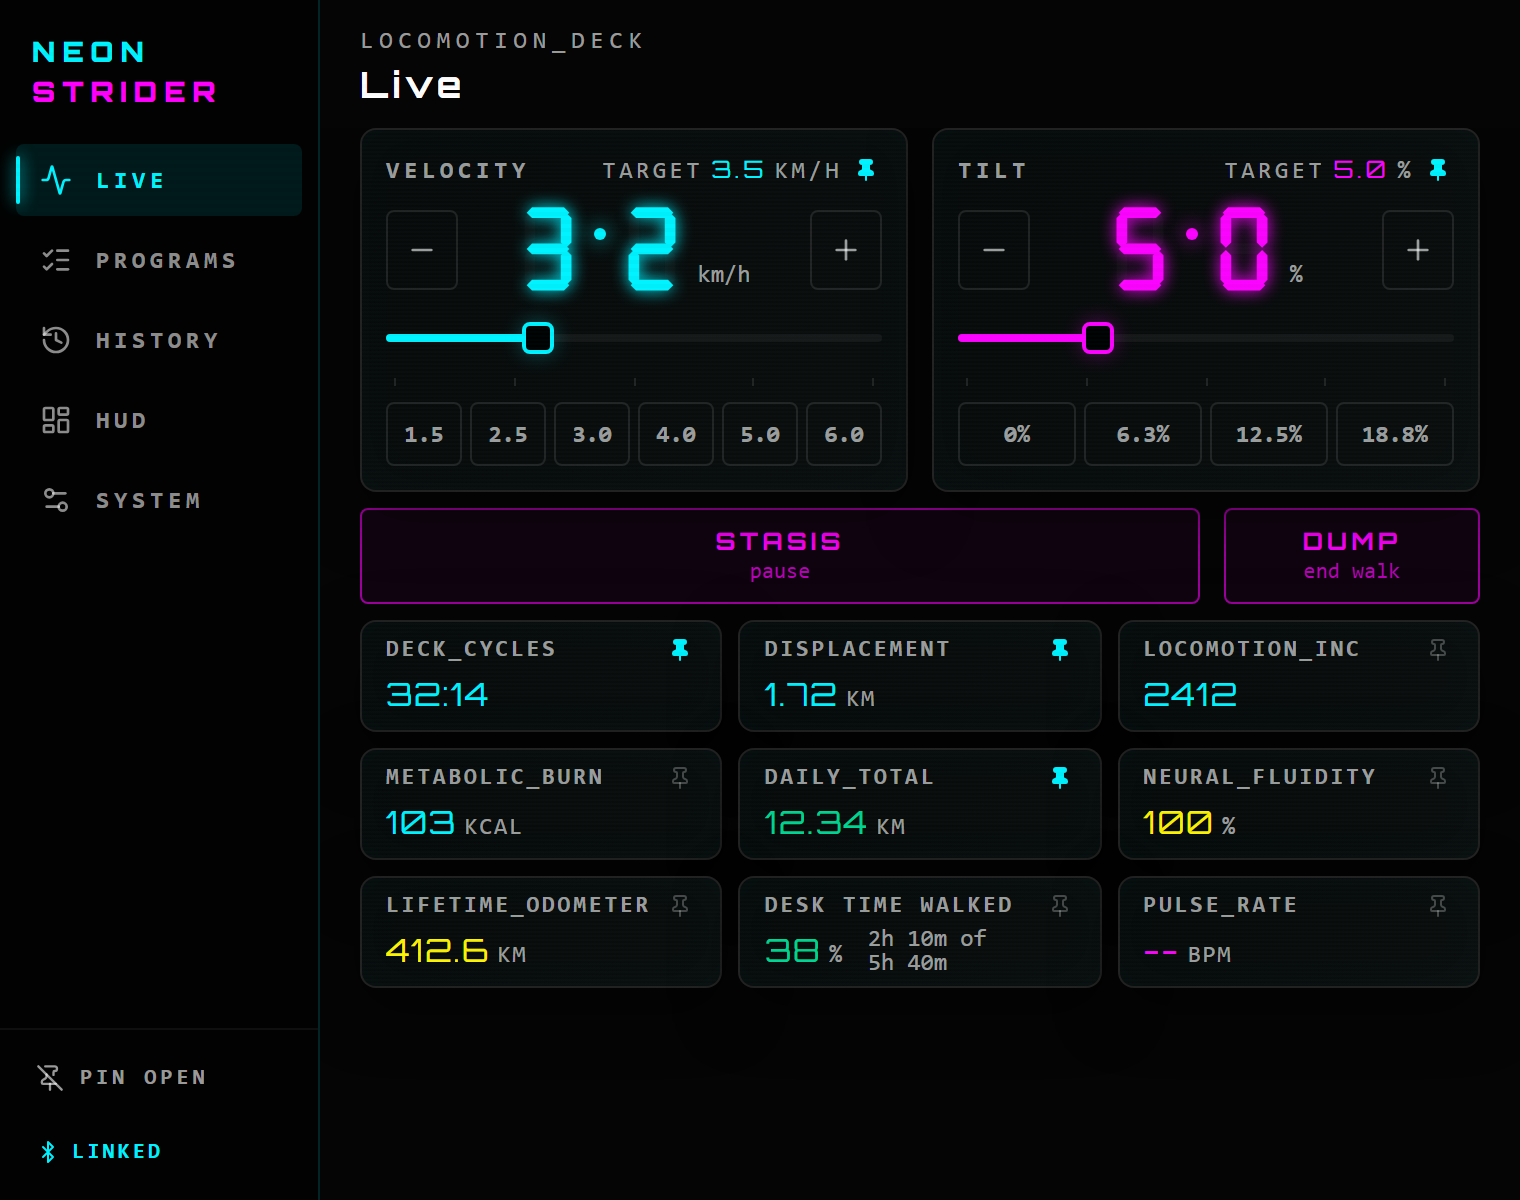 NEON
STRIDER
LIVE
PROGRAMS
HISTORY
HUD
SYSTEM
PIN OPEN
LINKED
LOCOMOTION_DECK
Live
VELOCITY TARGET 3.5 KM/H
− 3.2 km/h +
1.5 2.5 3.0 4.0 5.0 6.0
TILT TARGET 5.0 %
− 5.0 % +
0% 6.3% 12.5% 18.8%
STASIS
pause
DUMP
end walk
DECK_CYCLES
32:14
DISPLACEMENT
1.72 KM
LOCOMOTION_INC
2412
METABOLIC_BURN
103 KCAL
DAILY_TOTAL
12.34 KM
NEURAL_FLUIDITY
100 %
LIFETIME_ODOMETER
412.6 KM
DESK TIME WALKED
38 % 2h 10m of
5h 40m
PULSE_RATE
-- BPM